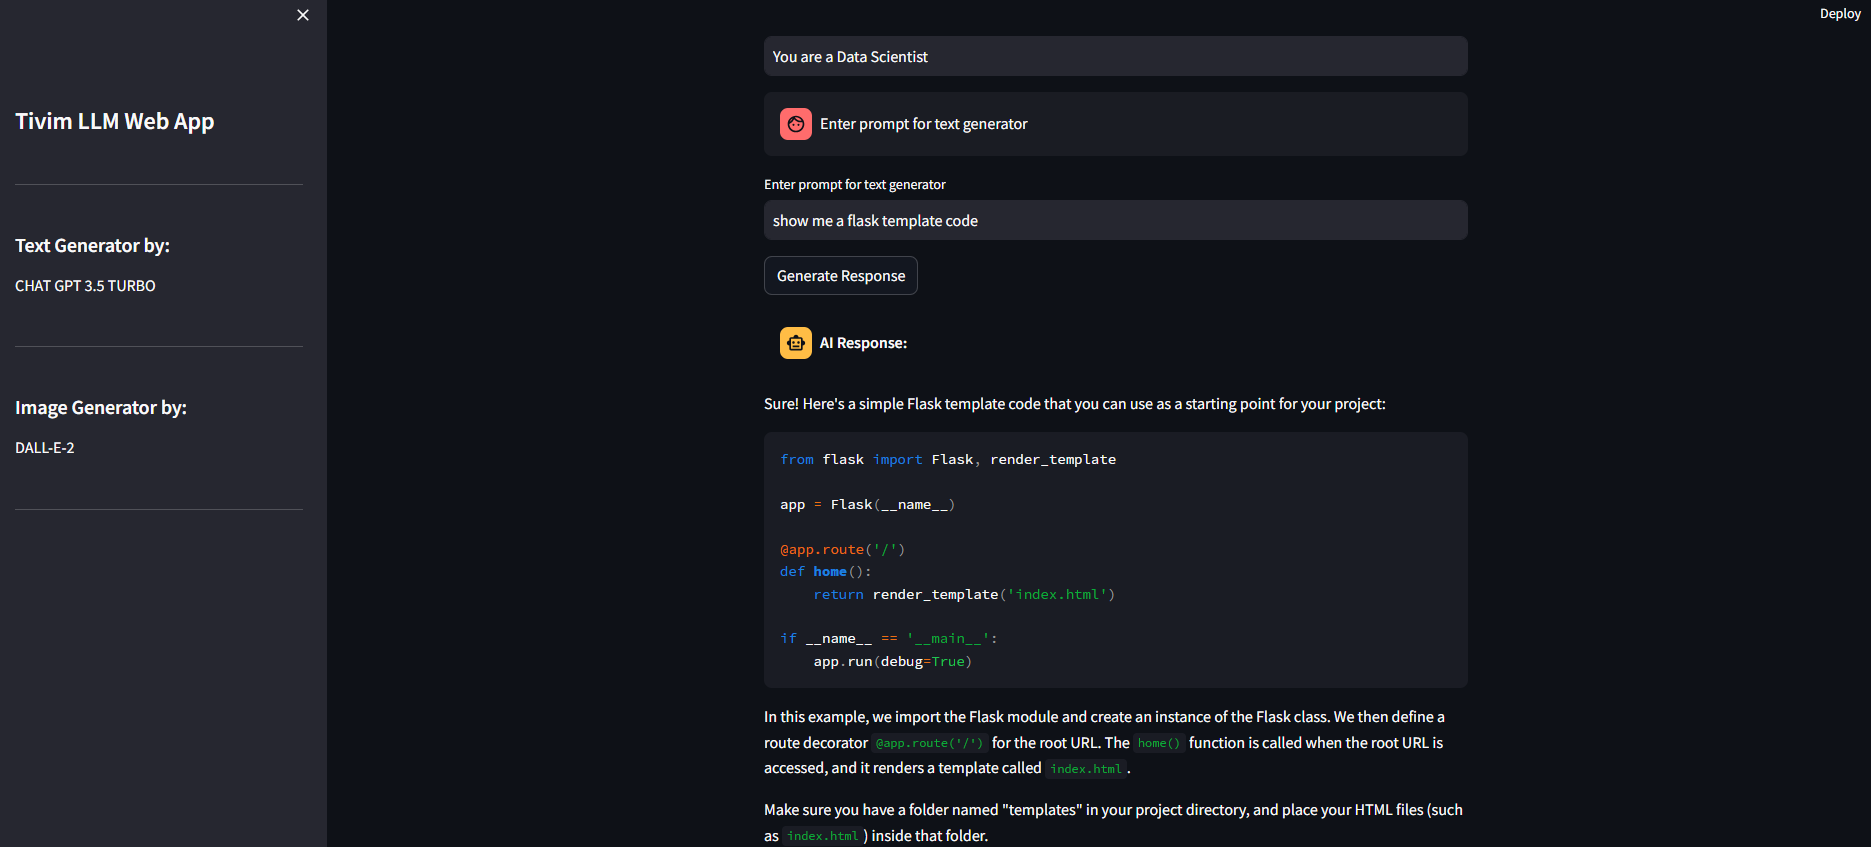 Deploy
Tivim LLM Web App
Text Generator by:
CHAT GPT 3.5 TURBO
Image Generator by:
DALL-E-2
You are a Data Scientist
Enter prompt for text generator
Enter prompt for text generator
show me a flask template code
Generate Response
AI Response:
Sure! Here's a simple Flask template code that you can use as a starting point for your project:
from flask import Flask, render_template
app = Flask(__name__)
@app.route('/')
def home():
    return render_template('index.html')
if __name__ == '__main__':
    app.run(debug=True)
In this example, we import the Flask module and create an instance of the Flask class. We then define a
route decorator @app.route('/') for the root URL. The home() function is called when the root URL is
accessed, and it renders a template called index.html.
Make sure you have a folder named "templates" in your project directory, and place your HTML files (such
as index.html) inside that folder.